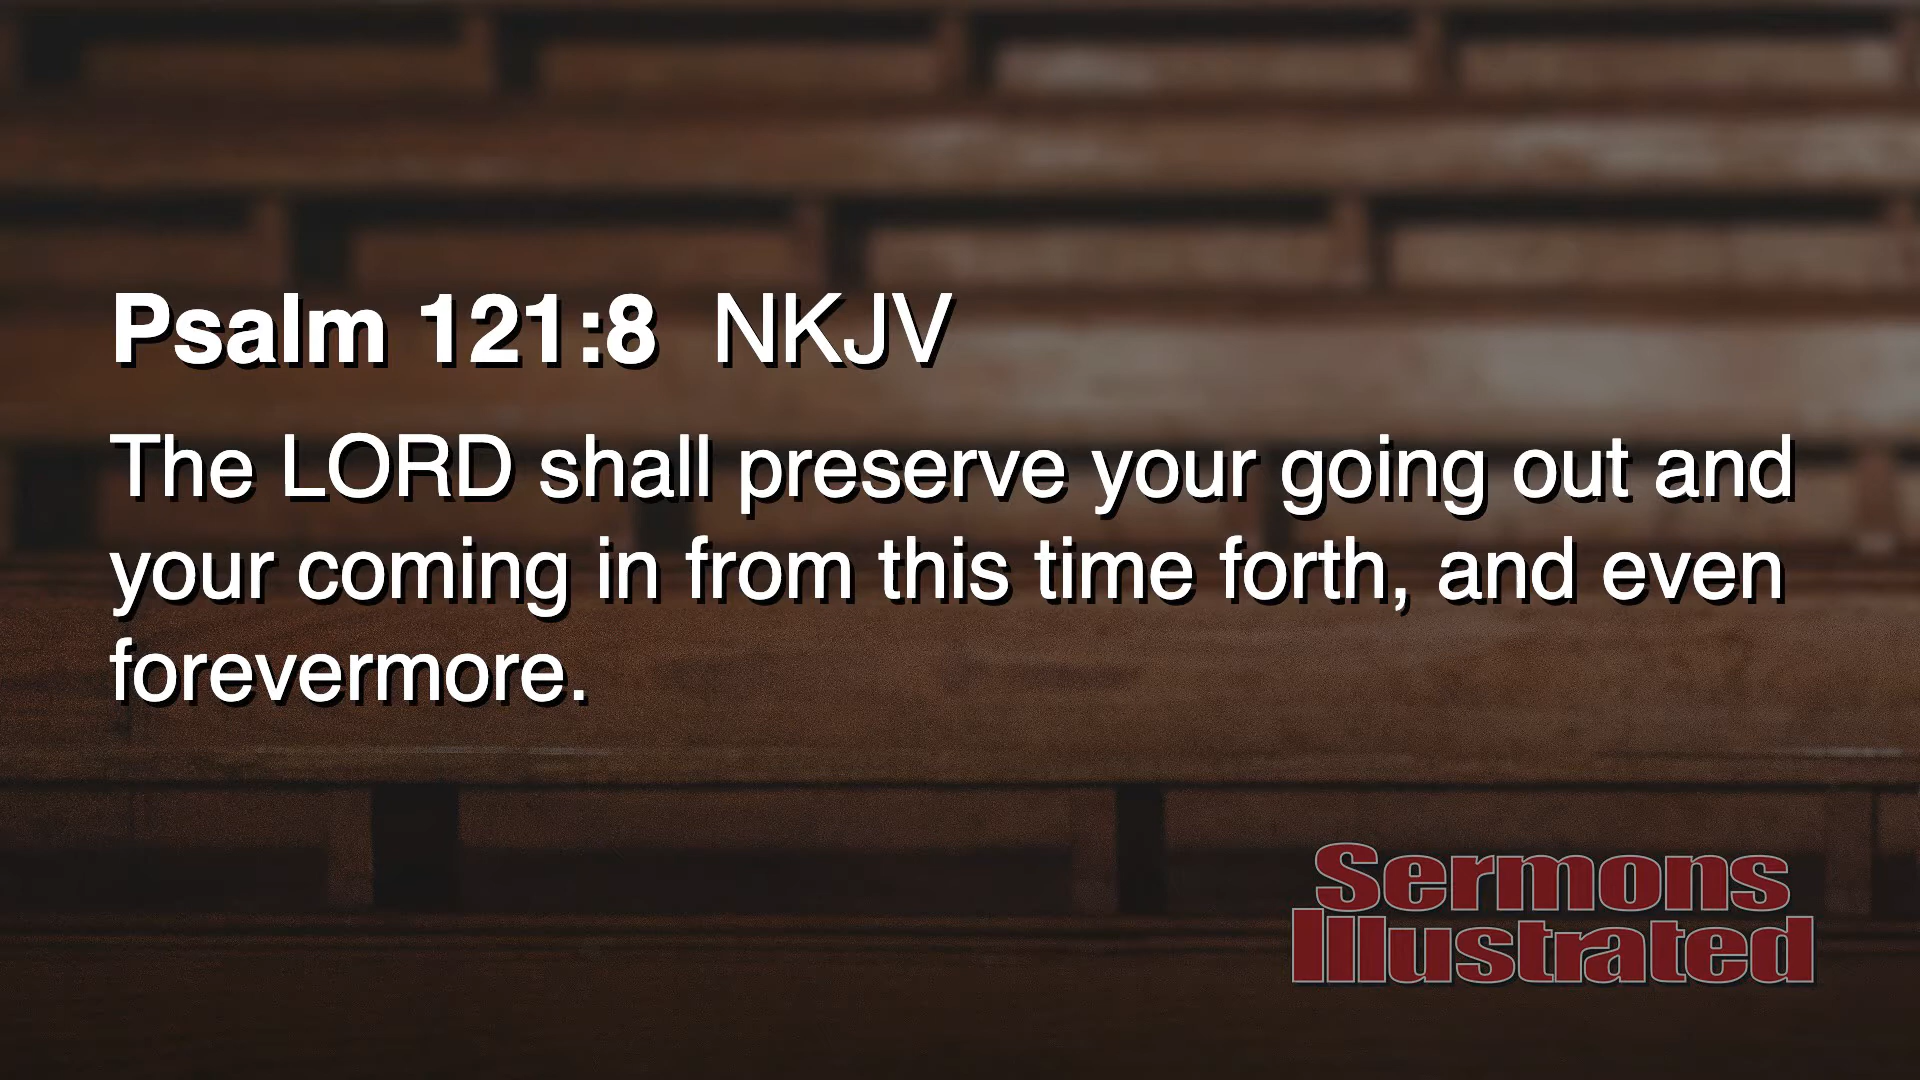 Psalm 121:8 NKJV
The LORD shall preserve your going out and
your coming in from this time forth, and even
forevermore.
Sermons
Illustrated